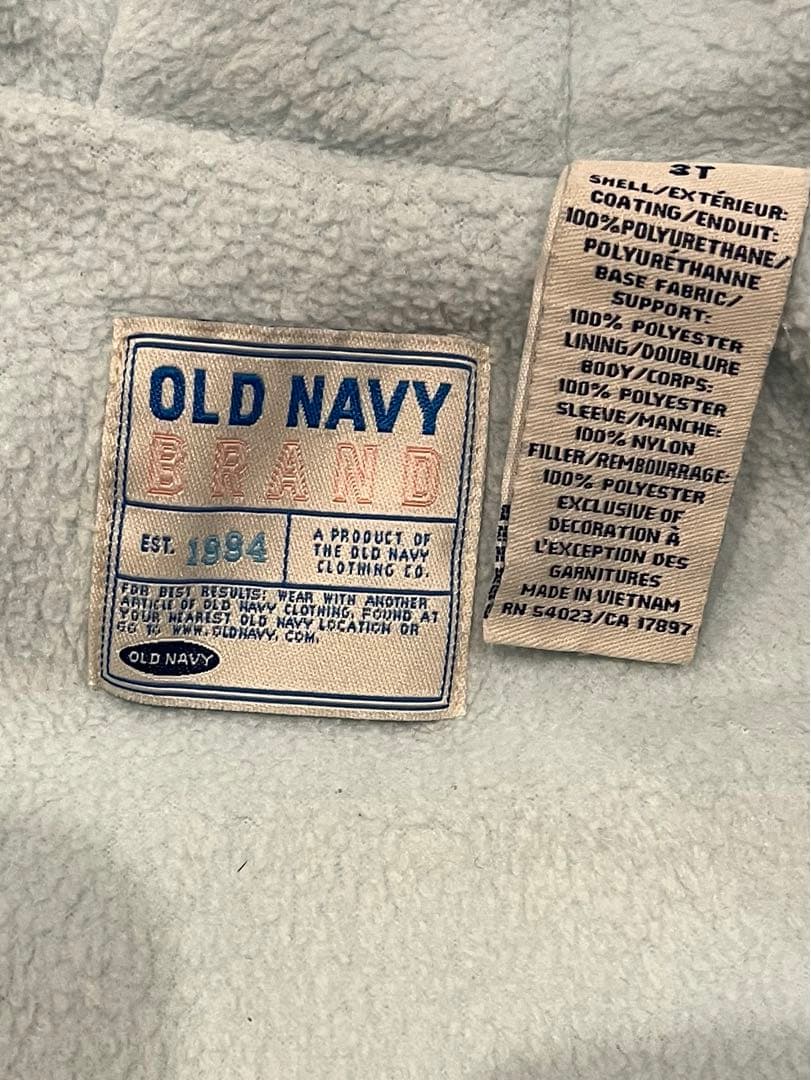 OLD NAVY
BRAND
EST. 1994
A PRODUCT OF
THE OLD NAVY
CLOTHING CO.
FOR BEST RESULTS: WEAR WITH ANOTHER
ARTICLE OF OLD NAVY CLOTHING, FOUND AT
YOUR NEAREST OLD NAVY LOCATION OR
GO TO WWW.OLDNAVY.COM.
OLD NAVY
3T
SHELL/EXTÉRIEUR:
COATING/ENDUIT:
100%POLYURETHANE/
POLYURÉTHANNE
BASE FABRIC/
SUPPORT:
100% POLYESTER
LINING/DOUBLURE
BODY/CORPS:
100% POLYESTER
SLEEVE/MANCHE:
100% NYLON
FILLER/REMBOURRAGE:
100% POLYESTER
EXCLUSIVE OF
DECORATION À
L'EXCEPTION DES
GARNITURES
MADE IN VIETNAM
RN 54023/CA 17897